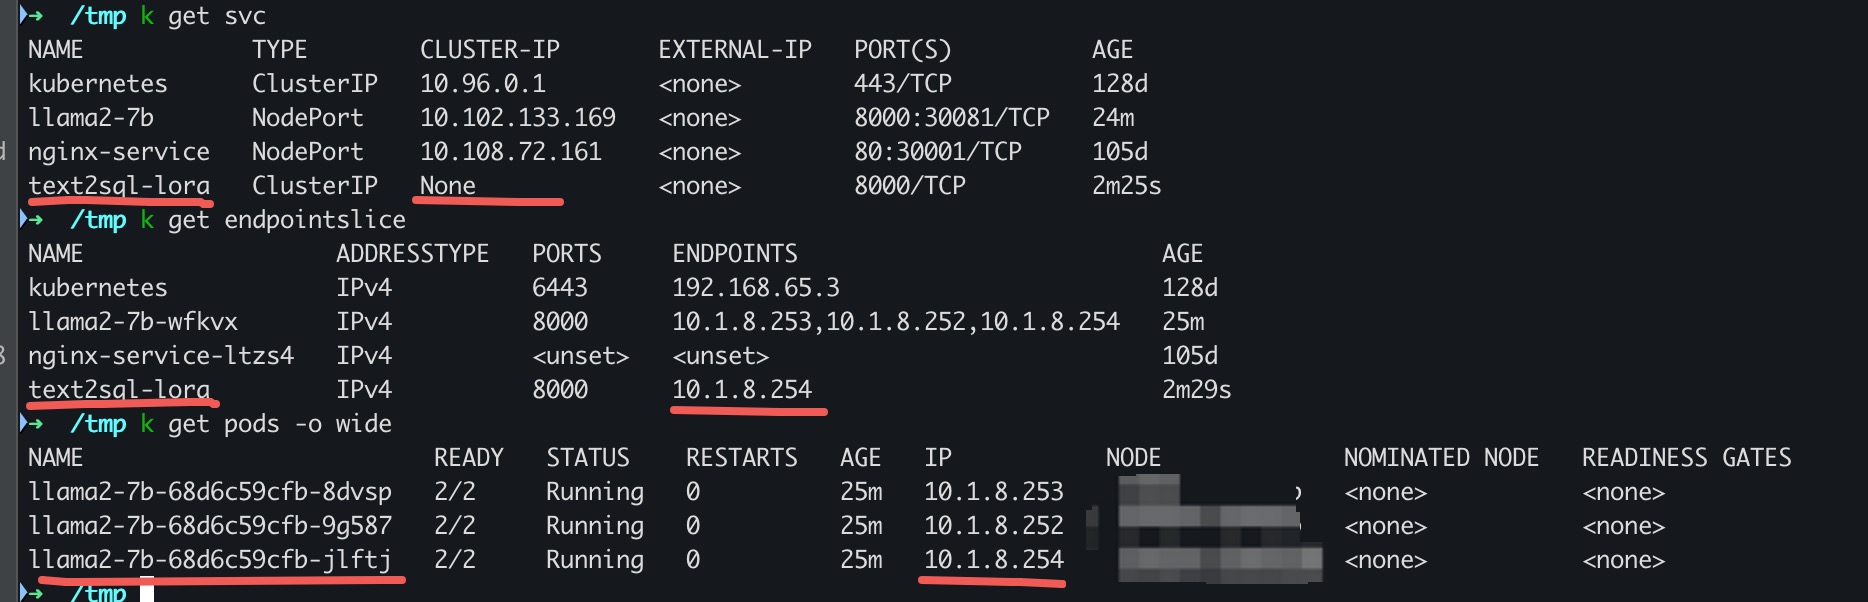 ➜ /tmp k get svc
NAME TYPE CLUSTER-IP EXTERNAL-IP PORT(S) AGE
kubernetes ClusterIP 10.96.0.1 <none> 443/TCP 128d
llama2-7b NodePort 10.102.133.169 <none> 8000:30081/TCP 24m
nginx-service NodePort 10.108.72.161 <none> 80:30001/TCP 105d
text2sql-lora ClusterIP None <none> 8000/TCP 2m25s
➜ /tmp k get endpointslice
NAME ADDRESSTYPE PORTS ENDPOINTS AGE
kubernetes IPv4 6443 192.168.65.3 128d
llama2-7b-wfkvx IPv4 8000 10.1.8.253,10.1.8.252,10.1.8.254 25m
nginx-service-ltzs4 IPv4 <unset> <unset> 105d
text2sql-lora IPv4 8000 10.1.8.254 2m29s
➜ /tmp k get pods -o wide
NAME READY STATUS RESTARTS AGE IP NODE NOMINATED NODE READINESS GATES
llama2-7b-68d6c59cfb-8dvsp 2/2 Running 0 25m 10.1.8.253 <none> <none>
llama2-7b-68d6c59cfb-9g587 2/2 Running 0 25m 10.1.8.252 <none> <none>
llama2-7b-68d6c59cfb-jlftj 2/2 Running 0 25m 10.1.8.254 <none> <none>
➜ /tmp